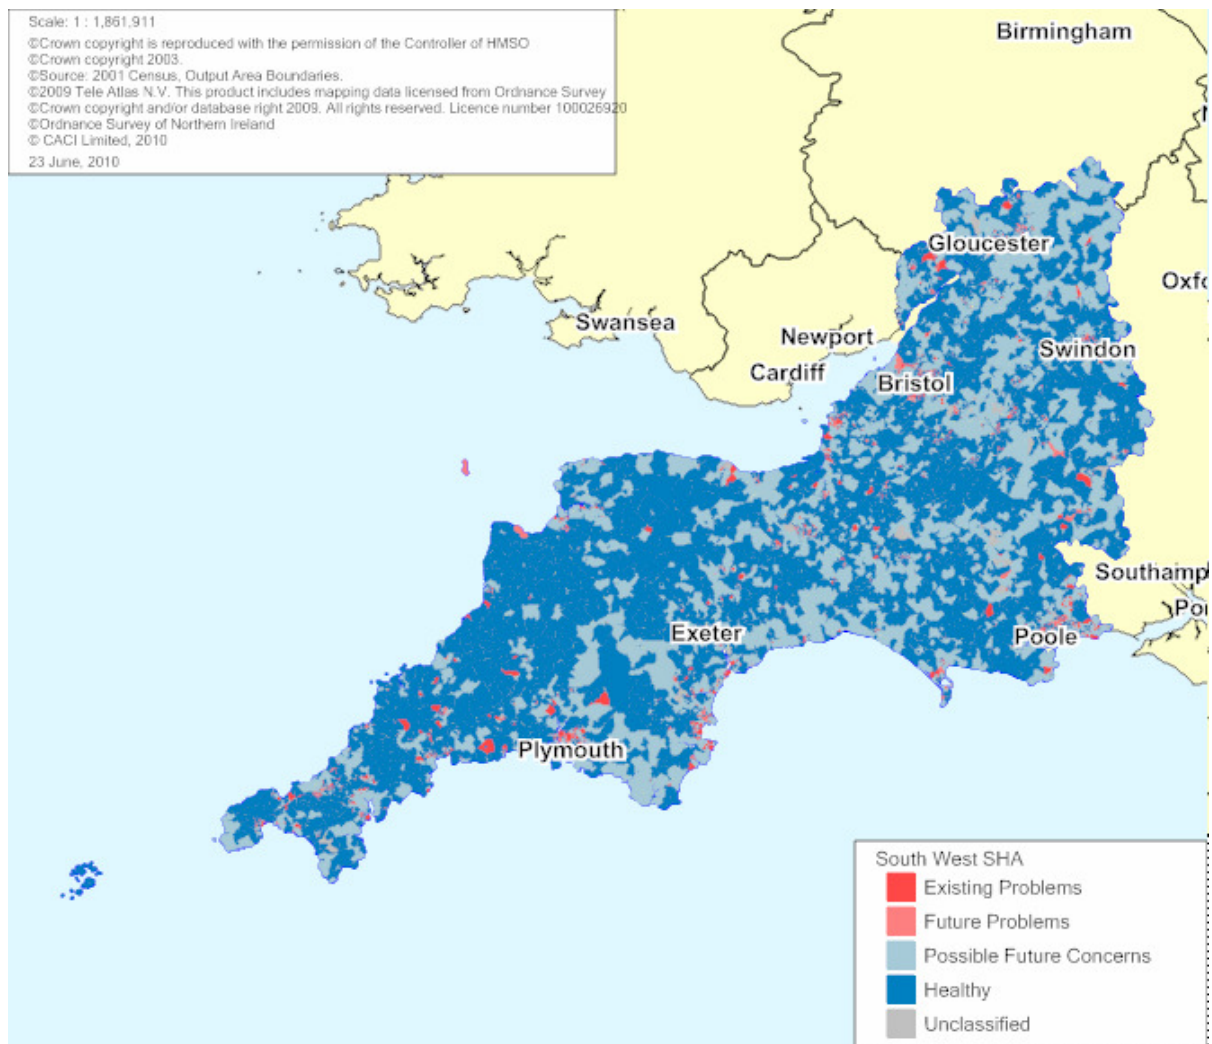 Scale: 1 : 1,861,911
©Crown copyright is reproduced with the permission of the Controller of HMSO
©Crown copyright 2003.
©Source: 2001 Census, Output Area Boundaries.
©2009 Tele Atlas N.V. This product includes mapping data licensed from Ordnance Survey
©Crown copyright and/or database right 2009. All rights reserved. Licence number 100026920
©Ordnance Survey of Northern Ireland
© CACI Limited, 2010
23 June, 2010
Birmingham
Gloucester
Oxfo
Swansea
Newport
Swindon
Cardiff
Bristol
Southamp
Poi
Exeter
Poole
Plymouth
South West SHA
Existing Problems
Future Problems
Possible Future Concerns
Healthy
Unclassified